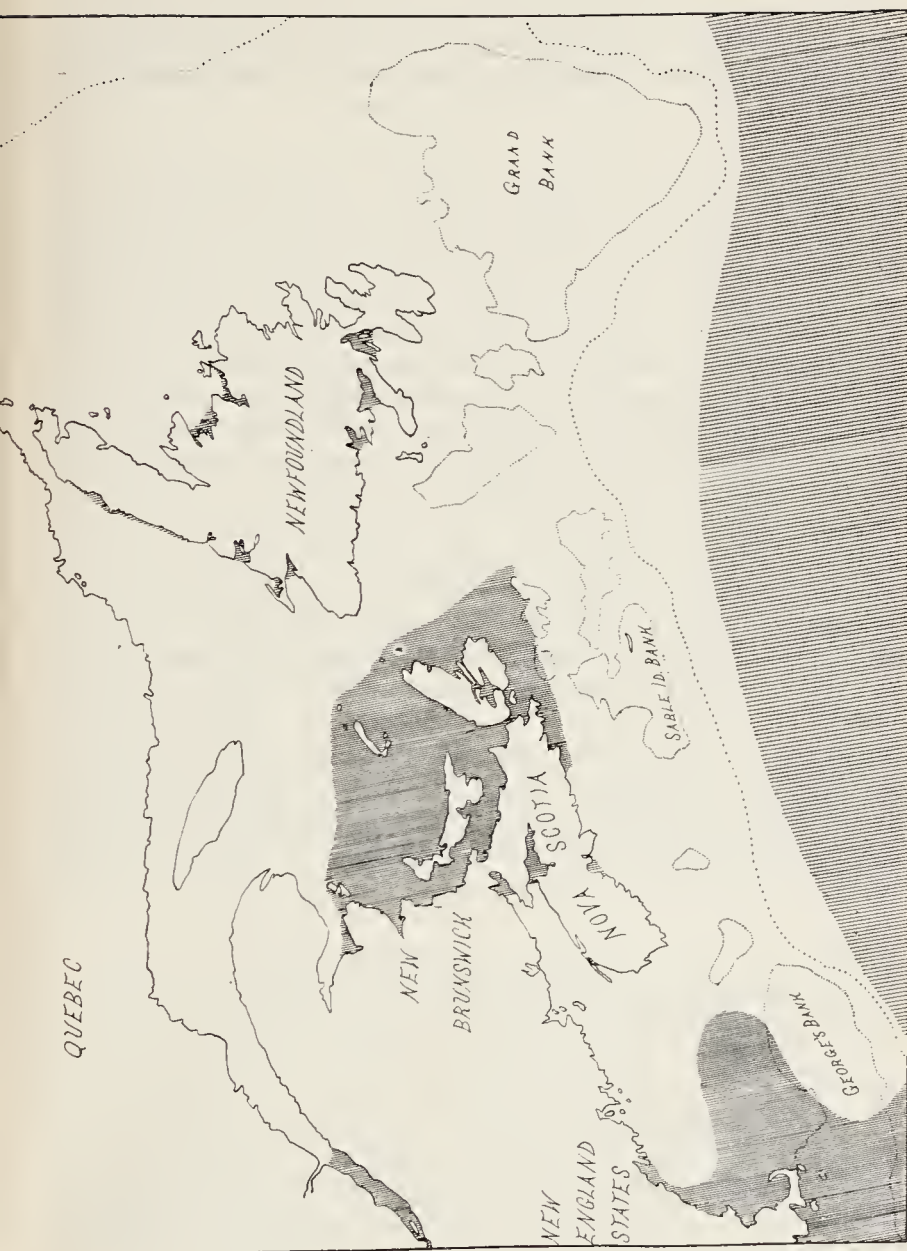 QUEBEC
NEWFOUNDLAND
GRAND
BANK
NEW
BRUNSWICK
NOVA
SCOTIA
SABLE ID. BANK
NEW
ENGLAND
STATES
GEORGE'S BANK